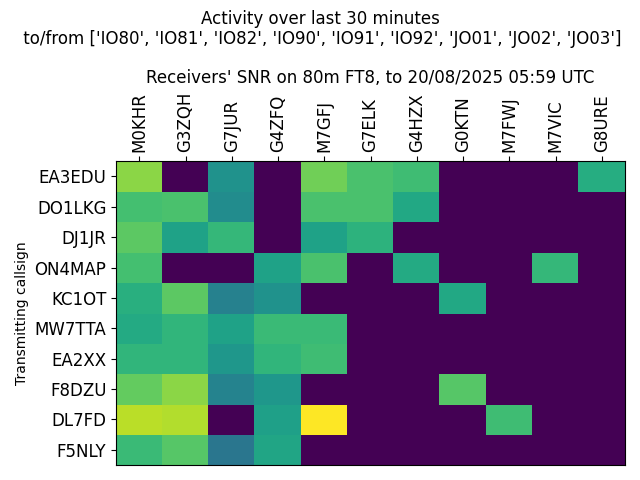 Activity over last 30 minutes
to/from ['IO80', 'IO81', 'IO82', 'IO90', 'IO91', 'IO92', 'JO01', 'JO02', 'JO03']
Receivers' SNR on 80m FT8, to 20/08/2025 05:59 UTC
M0KHR
G3ZQH
G7JUR
G4ZFQ
M7GFJ
G7ELK
G4HZX
G0KTN
M7FWJ
M7VIC
G8URE
Transmitting callsign
EA3EDU
DO1LKG
DJ1JR
ON4MAP
KC1OT
MW7TTA
EA2XX
F8DZU
DL7FD
F5NLY